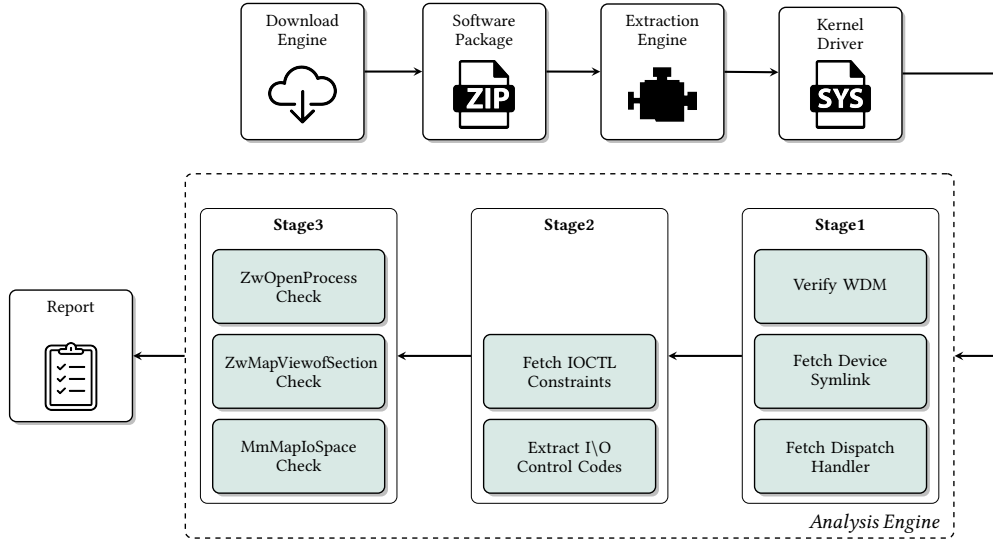 Download
Engine
Software
Package
ZIP
Extraction
Engine
Kernel
Driver
SYS
Stage3
ZwOpenProcess
Check
ZwMapViewofSection
Check
MmMapIoSpace
Check
Stage2
Fetch IOCTL
Constraints
Extract I\O
Control Codes
Stage1
Verify WDM
Fetch Device
Symlink
Fetch Dispatch
Handler
Report
Analysis Engine